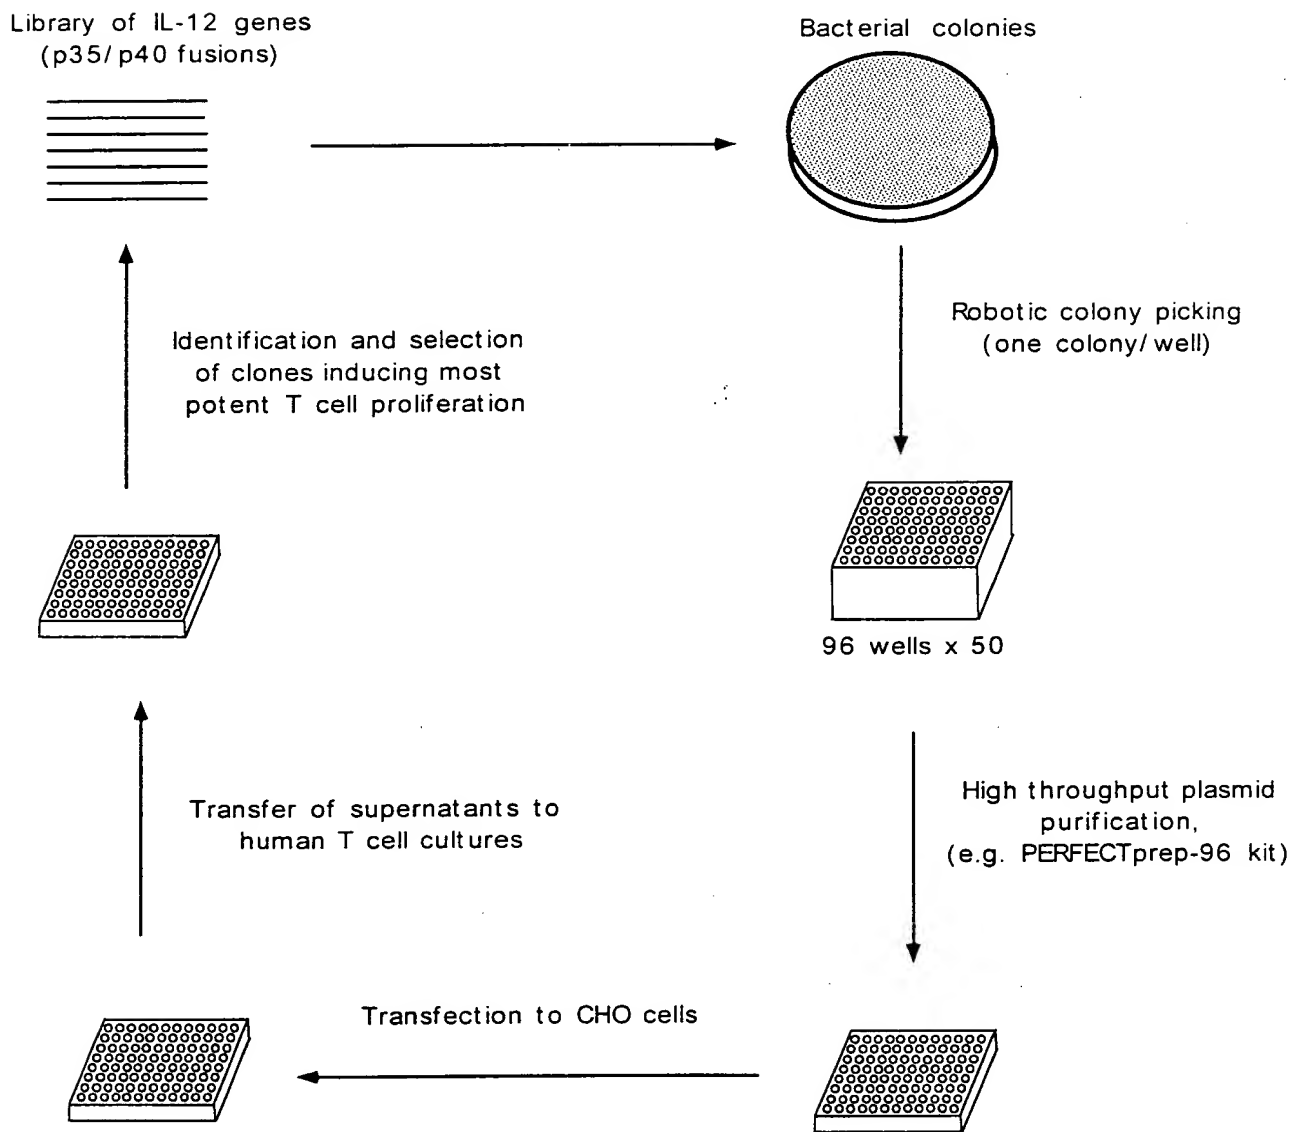 Library of IL-12 genes
(p35/p40 fusions)
Bacterial colonies
Robotic colony picking
(one colony/well)
Identification and selection
of clones inducing most
potent T cell proliferation
96 wells x 50
High throughput plasmid
purification,
(e.g. PERFECTprep-96 kit)
Transfer of supernatants to
human T cell cultures
Transfection to CHO cells